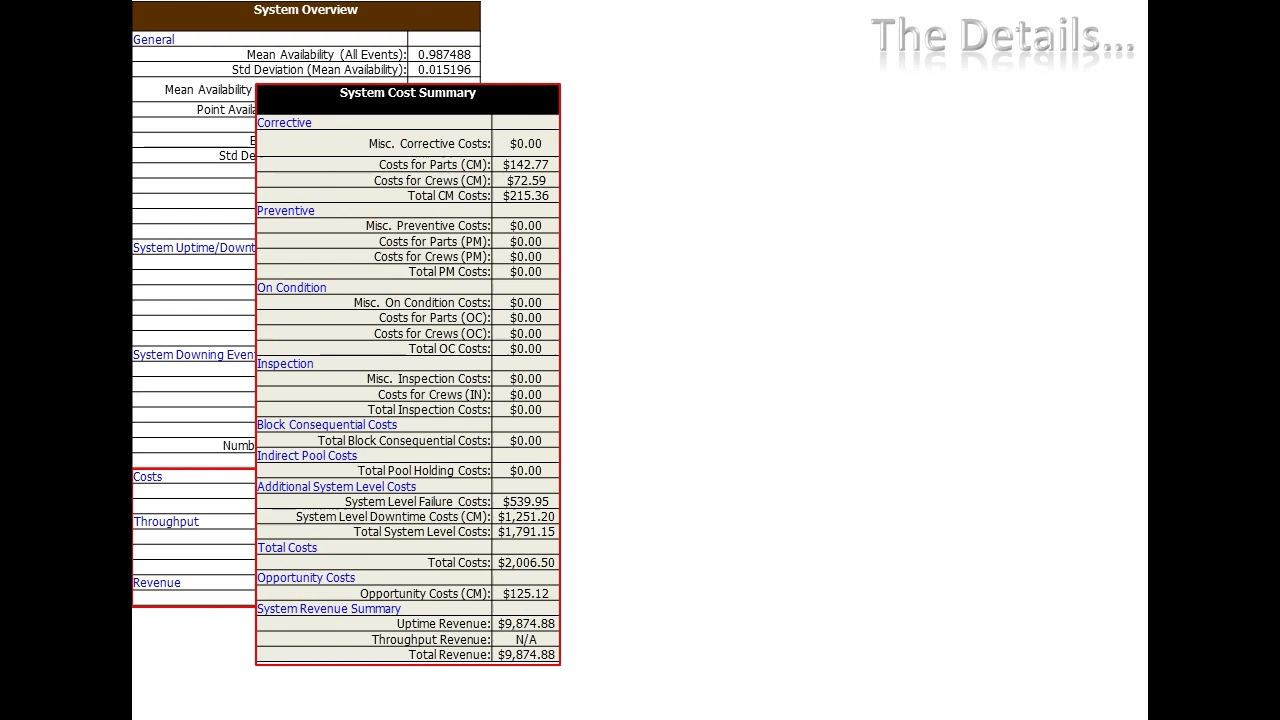 The Details...
System Overview
General
Mean Availability (All Events): 0.987488
Std Deviation (Mean Availability): 0.015196
Mean Availability
Point
Std
System
System Downing
Costs
Throughput
Revenue
System Cost Summary
Corrective
Misc. Corrective Costs: $0.00
Costs for Parts (CM): $142.77
Costs for Crews (CM): $72.59
Total CM Costs: $215.36
Preventive
Misc. Preventive Costs: $0.00
Costs for Parts (PM): $0.00
Costs for Crews (PM): $0.00
Total PM Costs: $0.00
On Condition
Misc. On Condition Costs: $0.00
Costs for Parts (OC): $0.00
Costs for Crews (OC): $0.00
Total OC Costs: $0.00
Inspection
Misc. Inspection Costs: $0.00
Costs for Crews (IN): $0.00
Total Inspection Costs: $0.00
Block Consequential Costs
Total Block Consequential Costs: $0.00
Indirect Pool Costs
Total Pool Holding Costs: $0.00
Additional System Level Costs
System Level Failure Costs: $539.95
System Level Downtime Costs (CM): $1,251.20
Total System Level Costs: $1,791.15
Total Costs
Total Costs: $2,006.50
Opportunity Costs
Opportunity Costs (CM): $125.12
System Revenue Summary
Uptime Revenue: $9,874.88
Throughput Revenue: N/A
Total Revenue: $9,874.88